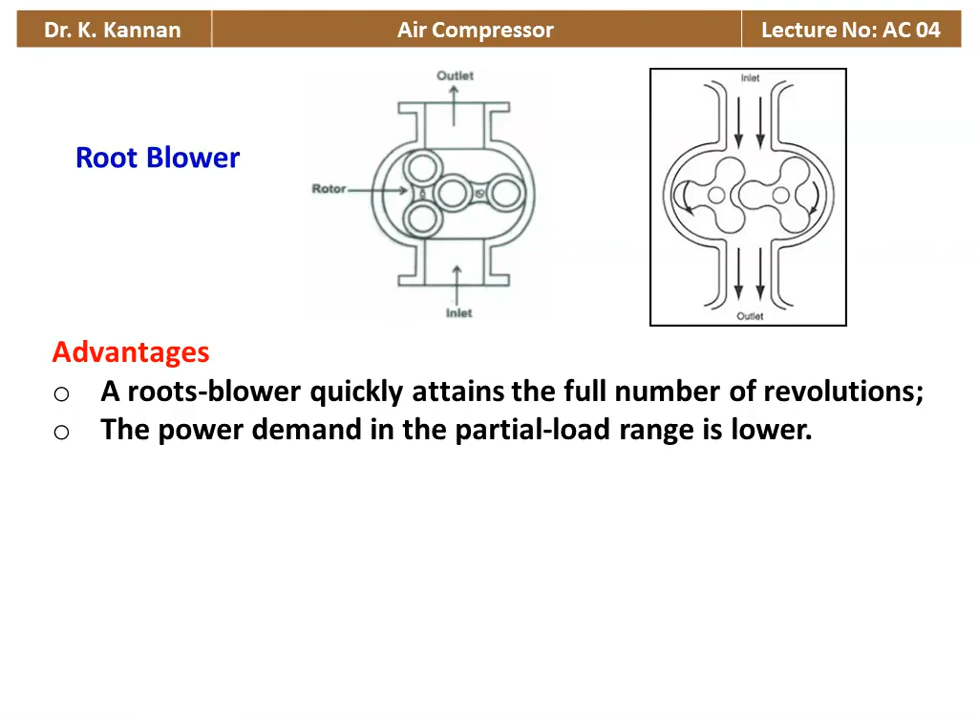 Dr. K. Kannan
Air Compressor
Lecture No: AC 04
Root Blower
Outlet
Rotor
Inlet
Inlet
Outlet
Advantages
A roots-blower quickly attains the full number of revolutions;
The power demand in the partial-load range is lower.